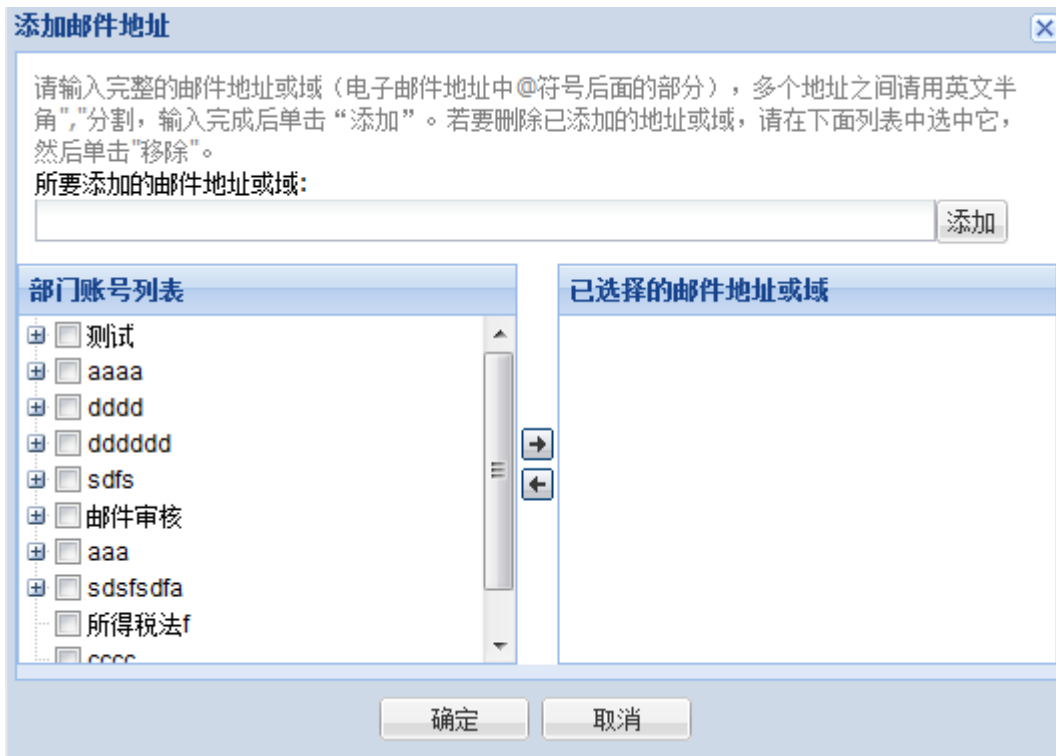 添加邮件地址
请输入完整的邮件地址或域（电子邮件地址中@符号后面的部分），多个地址之间请用英文半
角","分割，输入完成后单击“添加”。若要删除已添加的地址或域，请在下面列表中选中它，
然后单击"移除"。
所要添加的邮件地址或域:
添加
部门账号列表
已选择的邮件地址或域
测试
aaaa
dddd
dddddd
sdfs
邮件审核
aaa
sdsfsdfa
所得税法f
cccc
确定
取消